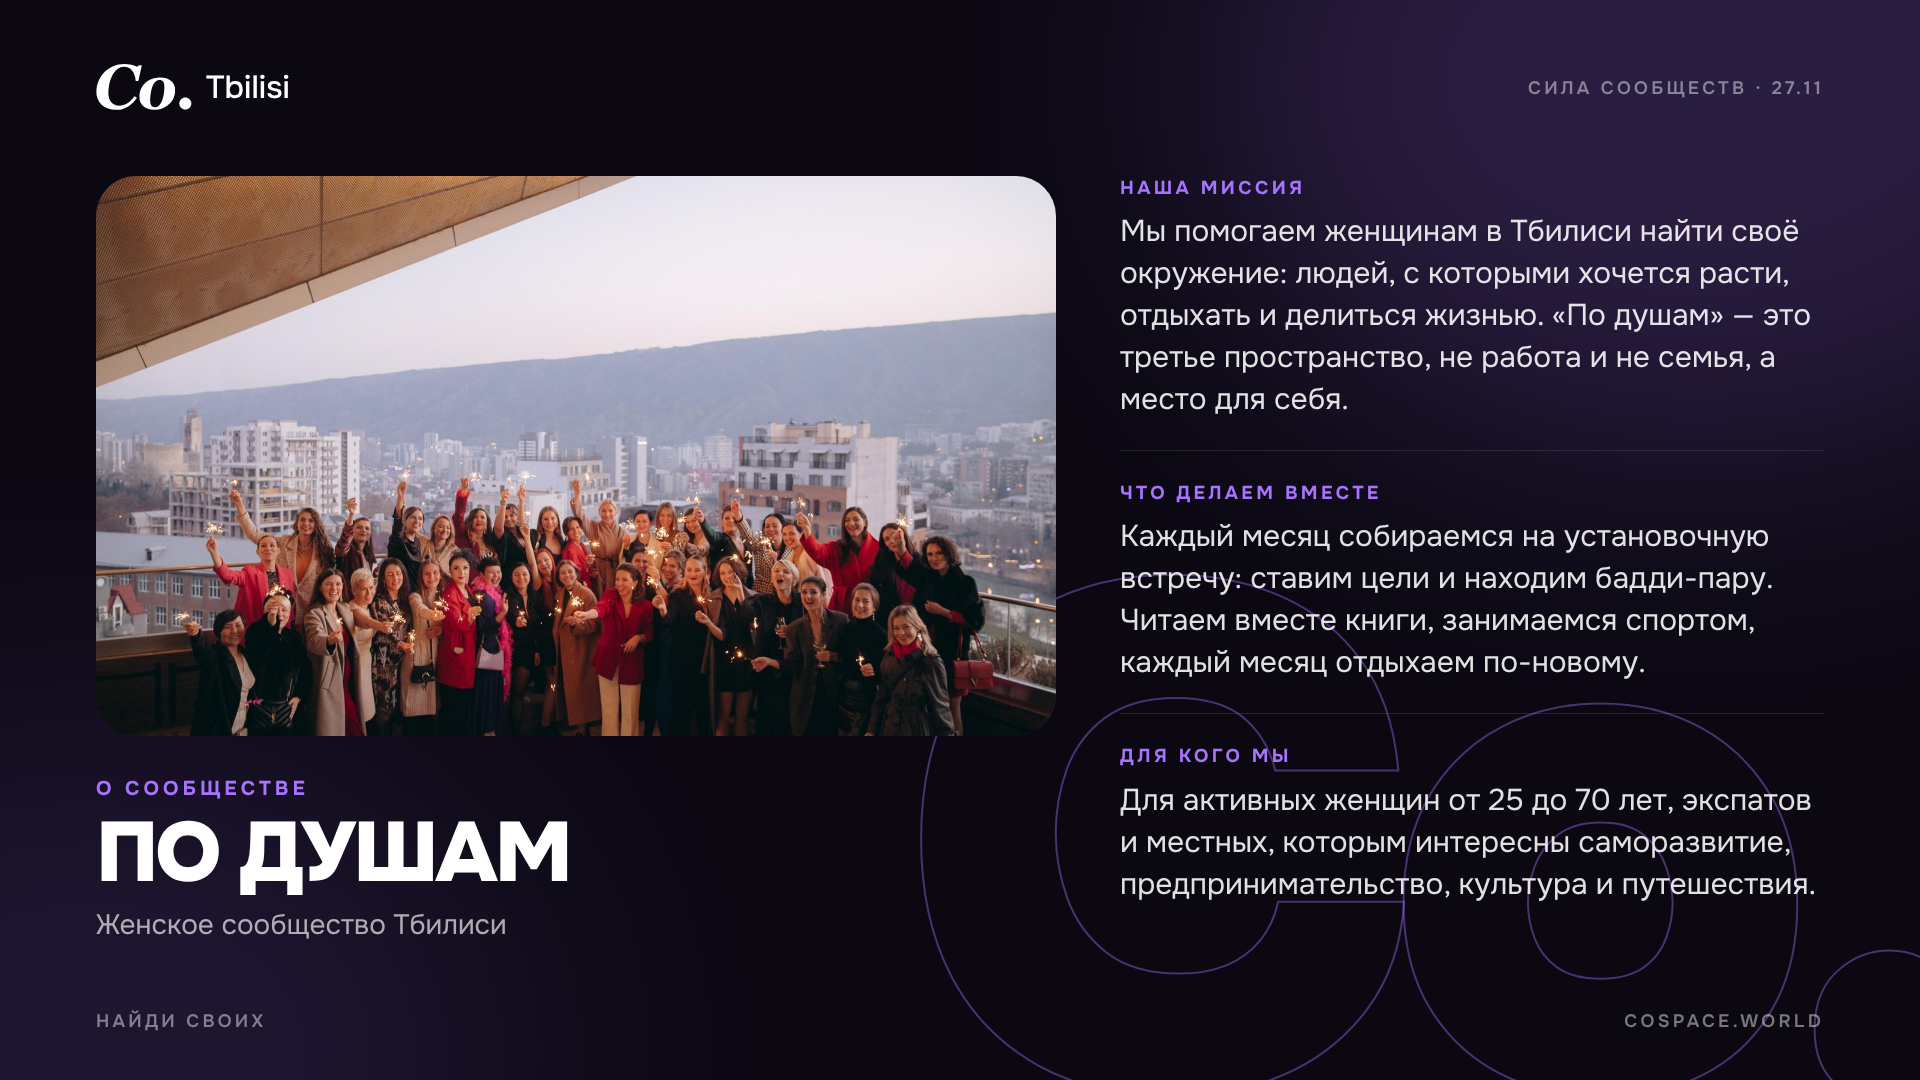 Co. Tbilisi
СИЛА СООБЩЕСТВ · 27.11
НАША МИССИЯ
Мы помогаем женщинам в Тбилиси найти своё
окружение: людей, с которыми хочется расти,
отдыхать и делиться жизнью. «По душам» — это
третье пространство, не работа и не семья, а
место для себя.
ЧТО ДЕЛАЕМ ВМЕСТЕ
Каждый месяц собираемся на установочную
встречу: ставим цели и находим бадди-пару.
Читаем вместе книги, занимаемся спортом,
каждый месяц отдыхаем по-новому.
ДЛЯ КОГО МЫ
Для активных женщин от 25 до 70 лет, экспатов
и местных, которым интересны саморазвитие,
предпринимательство, культура и путешествия.
О СООБЩЕСТВЕ
ПО ДУШАМ
Женское сообщество Тбилиси
НАЙДИ СВОИХ
COSPACE.WORLD
Co.